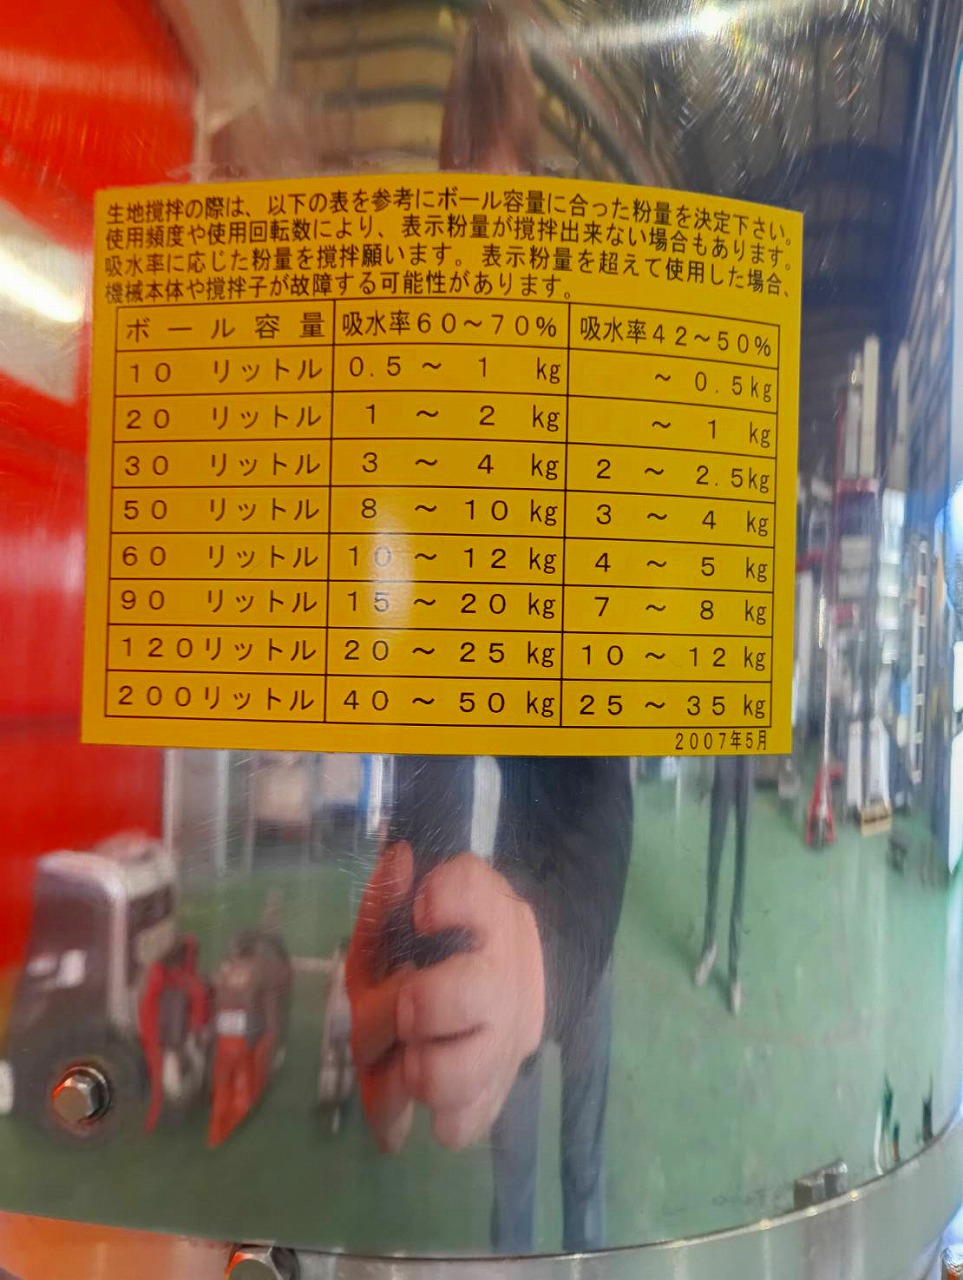 生地撹拌の際は、以下の表を参考にボール容量に合った粉量を決定下さい。
使用頻度や使用回転数により、表示粉量が撹拌出来ない場合もあります。
吸水率に応じた粉量を撹拌願います。表示粉量を超えて使用した場合、
機械本体や撹拌子が故障する可能性があります。
ボール容量 吸水率60～70% 吸水率42～50%
10 リットル 0.5 ～ 1 kg ～ 0.5kg
20 リットル 1 ～ 2 kg ～ 1 kg
30 リットル 3 ～ 4 kg 2 ～ 2.5kg
50 リットル 8 ～ 10 kg 3 ～ 4 kg
60 リットル 10 ～ 12 kg 4 ～ 5 kg
90 リットル 15 ～ 20 kg 7 ～ 8 kg
120リットル 20 ～ 25 kg 10 ～ 12 kg
200リットル 40 ～ 50 kg 25 ～ 35 kg
2007年5月